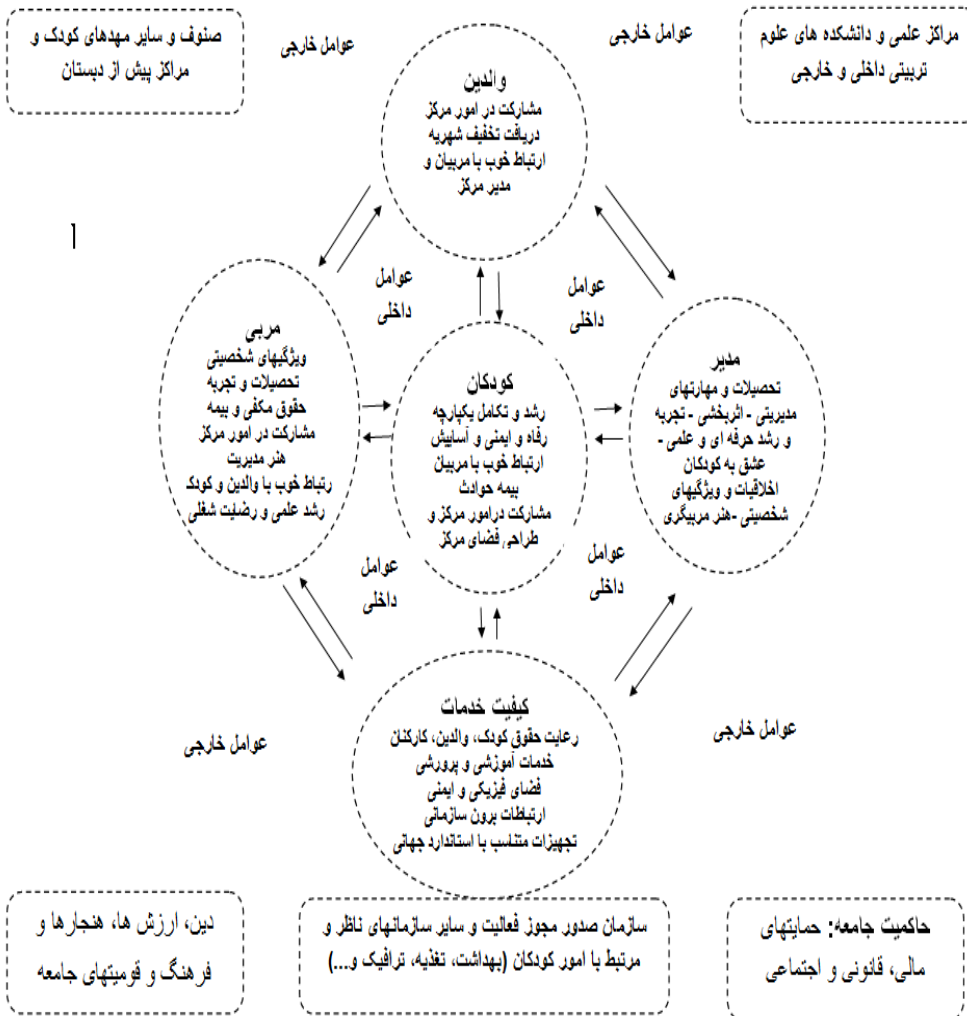 مراکز علمی و دانشکده های علوم
تربیتی داخلی و خارجی
عوامل خارجی
عوامل خارجی
صنوف و سایر مهدهای کودک و
مراکز پیش از دبستان
والدین
مشارکت در امور مرکز
دریافت تخفیف شهریه
ارتباط خوب با مربیان و
مدیر مرکز
عوامل
داخلی
عوامل
داخلی
مدیر
تحصیلات و مهارتهای
مدیریتی - اثربخشی - تجربه
و رشد حرفه ای و علمی -
عشق به کودکان
اخلاقیات و ویژگیهای
شخصیتی -هنر مربیگری
کودکان
رشد و تکامل یکپارچه
رفاه و ایمنی و آسایش
ارتباط خوب با مربیان
بیمه حوادث
مشارکت درامور مرکز و
طراحی فضای مرکز
مربی
ویژگیهای شخصیتی
تحصیلات و تجربه
حقوق مکفی و بیمه
مشارکت در امور مرکز
هنر مدیریت
رتباط خوب با والدین و کودک
رشد علمی و رضایت شغلی
ا
عوامل
داخلی
عوامل
داخلی
کیفیت خدمات
رعایت حقوق کودک، والدین، کارکنان
خدمات آموزشی و پرورشی
فضای فیزیکی و ایمنی
ارتباطات برون سازمانی
تجهیزات متناسب با استاندارد جهانی
عوامل خارجی
عوامل خارجی
حاکمیت جامعه: حمایتهای
مالی، قانونی و اجتماعی
سازمان صدور مجوز فعالیت و سایر سازمانهای ناظر و
مرتبط با امور کودکان (بهداشت، تغذیه، ترافیک و...)
دین، ارزش ها، هنجارها و
فرهنگ و قومیتهای جامعه